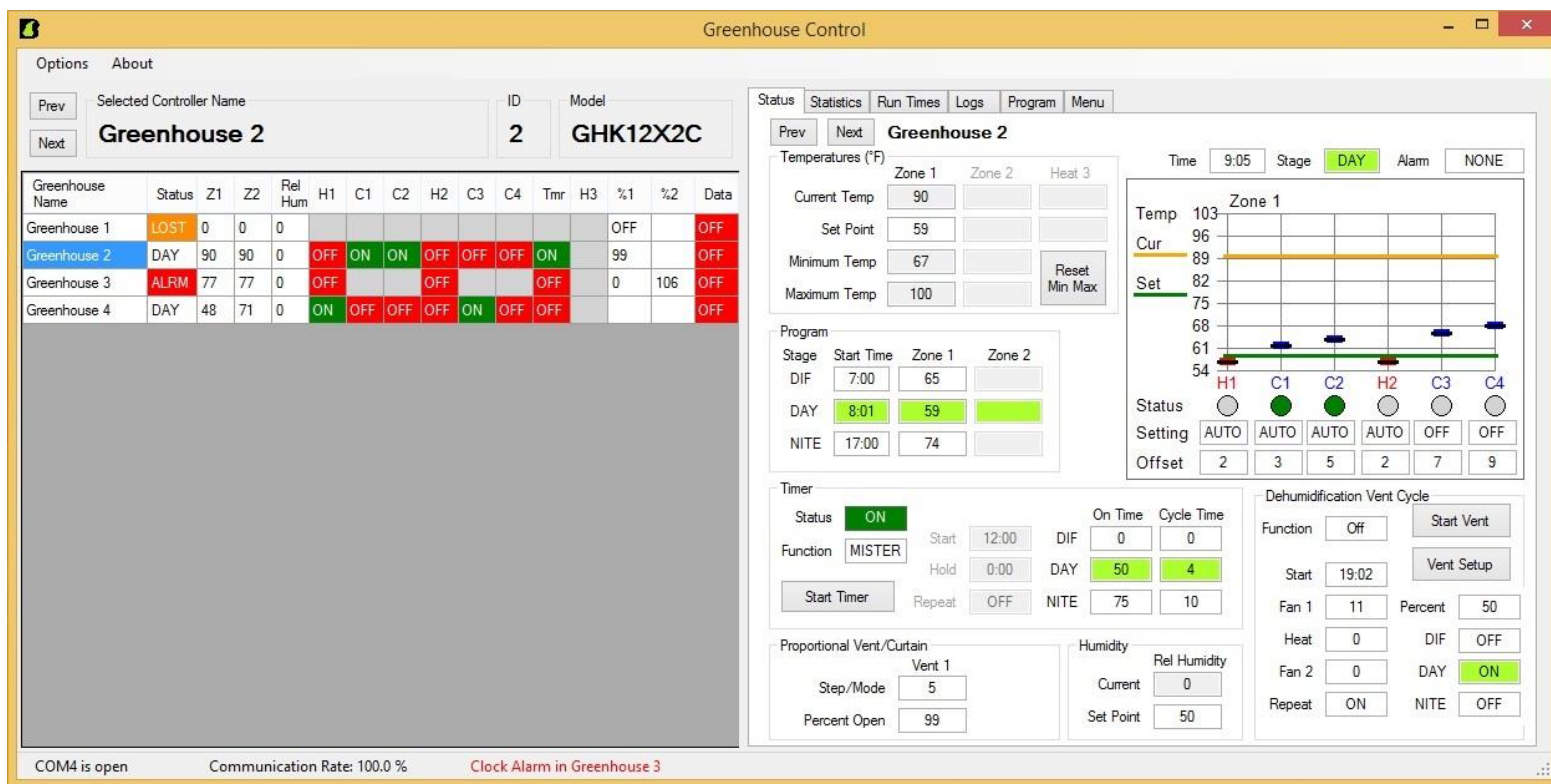 Greenhouse Control
Options About
Prev
Next
Selected Controller Name
Greenhouse 2
ID
2
Model
GHK12X2C
Greenhouse Name Status Z1 Z2 Rel Hum H1 C1 C2 H2 C3 C4 Tmr H3 %1 %2 Data
Greenhouse 1 LOST 0 0 0 OFF OFF
Greenhouse 2 DAY 90 90 0 OFF ON ON OFF OFF OFF ON 99 OFF
Greenhouse 3 ALRM 77 77 0 OFF OFF OFF 0 106 OFF
Greenhouse 4 DAY 48 71 0 ON OFF OFF OFF ON OFF OFF OFF
Status Statistics Run Times Logs Program Menu
Prev Next Greenhouse 2
Temperatures (°F)
Zone 1 Zone 2 Heat 3
Current Temp 90
Set Point 59
Minimum Temp 67
Maximum Temp 100
Reset
Min Max
Time 9:05 Stage DAY Alarm NONE
Zone 1
Temp 103
Cur 96
89
Set 82
75
68
61
54
H1 C1 C2 H2 C3 C4
Status
Setting AUTO AUTO AUTO AUTO OFF OFF
Offset 2 3 5 2 7 9
Program
Stage Start Time Zone 1 Zone 2
DIF 7:00 65
DAY 8:01 59
NITE 17:00 74
Timer
Status ON
Function MISTER
Start Timer
Start 12:00
Hold 0:00
Repeat OFF
On Time Cycle Time
DIF 0 0
DAY 50 4
NITE 75 10
Dehumidification Vent Cycle
Function Off Start Vent
Vent Setup
Start 19:02
Fan 1 11 Percent 50
Heat 0 DIF OFF
Fan 2 0 DAY ON
Repeat ON NITE OFF
Proportional Vent/Curtain
Vent 1
Step/Mode 5
Percent Open 99
Humidity
Rel Humidity
Current 0
Set Point 50
COM4 is open Communication Rate: 100.0 % Clock Alarm in Greenhouse 3